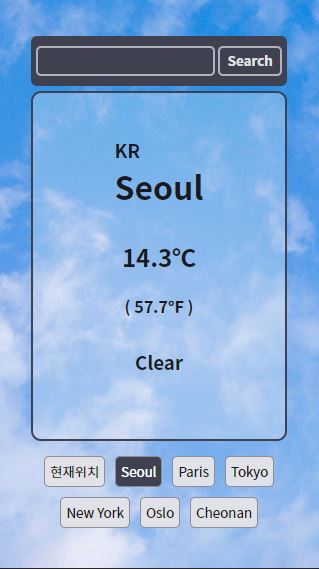 Search
KR
Seoul
14.3°C
( 57.7°F )
Clear
현재위치 Seoul Paris Tokyo
New York Oslo Cheonan